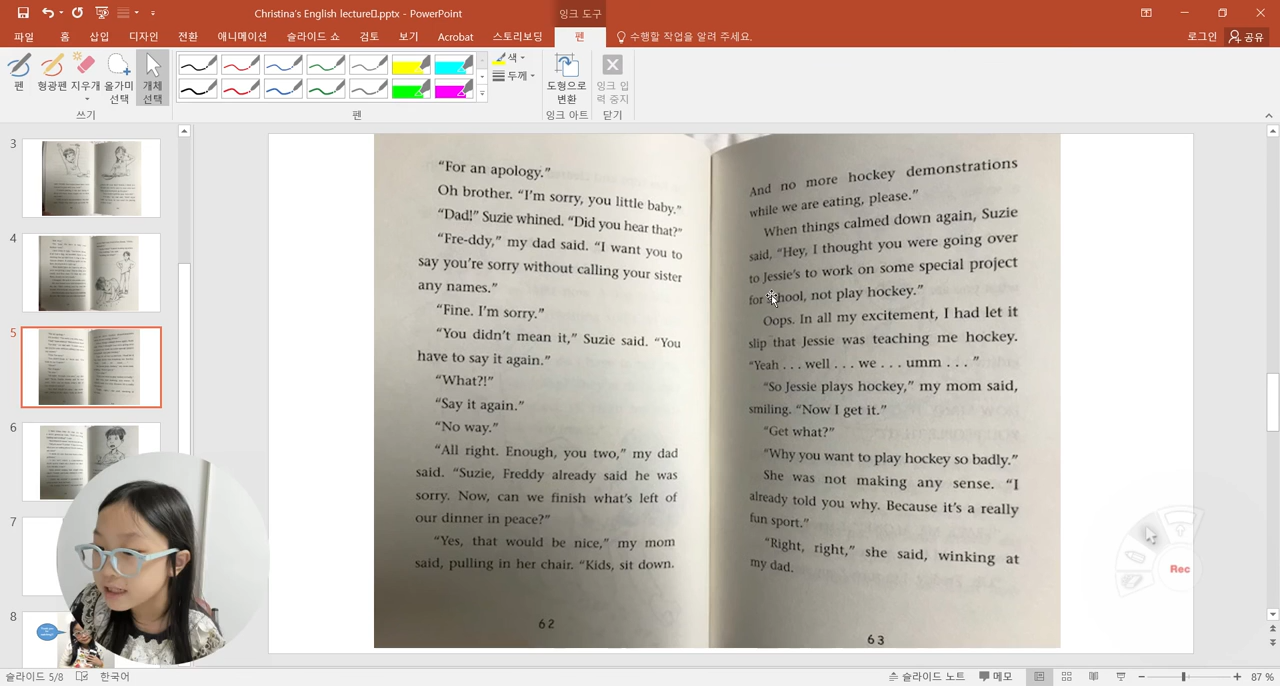 Christina's English lecture.pptx - PowerPoint
잉크 도구
파일 홈 삽입 디자인 전환 애니메이션 슬라이드 쇼 검토 보기 Acrobat 스토리보딩 펜 수행할 작업을 알려 주세요. 로그인 공유
펜 형광펜 지우개 올가미 선택 개체 선택
색 두께
도형으로 변환
잉크 입력 중지
쓰기 펜 잉크 아트 닫기
3
4
5
6
7
8
“For an apology.”
Oh brother. “I’m sorry, you little baby.”
“Dad!” Suzie whined. “Did you hear that?”
“Fre-ddy,” my dad said. “I want you to
say you’re sorry without calling your sister
any names.”
“Fine. I’m sorry.”
“You didn’t mean it,” Suzie said. “You
have to say it again.”
“What?!”
“Say it again.”
“No way.”
“All right. Enough, you two,” my dad
said. “Suzie, Freddy already said he was
sorry. Now, can we finish what’s left of
our dinner in peace?”
“Yes, that would be nice,” my mom
said, pulling in her chair. “Kids, sit down.
62
And no more hockey demonstrations
while we are eating, please.”
When things calmed down again, Suzie
said, “Hey, I thought you were going over
to Jessie’s to work on some special project
for school, not play hockey.”
Oops. In all my excitement, I had let it
slip that Jessie was teaching me hockey.
“Yeah . . . well . . . we . . . umm . . . ”
“So Jessie plays hockey,” my mom said,
smiling. “Now I get it.”
“Get what?”
“Why you want to play hockey so badly.”
She was not making any sense. “I
already told you why. Because it’s a really
fun sport.”
“Right, right,” she said, winking at
my dad.
63
Rec
슬라이드 5/8 한국어 슬라이드 노트 메모 87 %